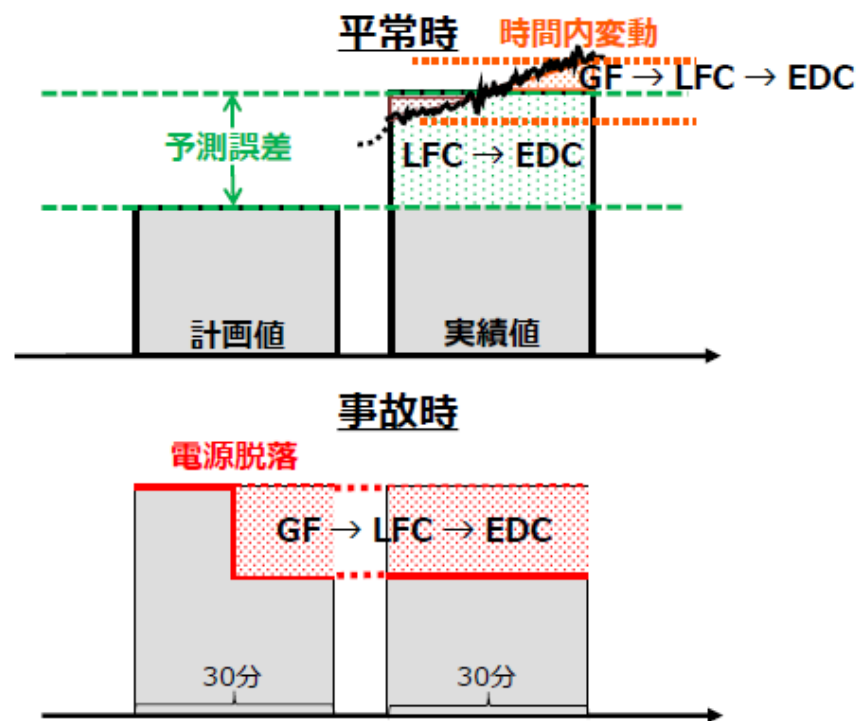 平常時
時間内変動
GF → LFC → EDC
予測誤差
LFC → EDC
計画値
実績値
事故時
電源脱落
GF → LFC → EDC
30分
30分